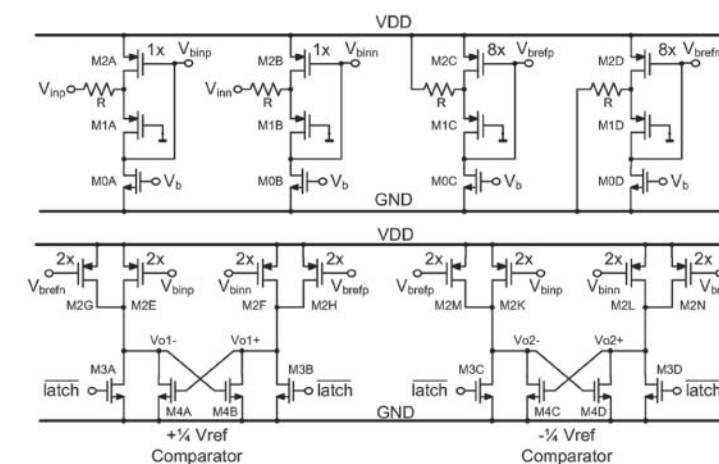 VDD
M2A 1x Vbinp M2B 1x Vbinn M2C 8x Vbrefp M2D 8x Vbrefn
Vinp R Vinn R R R
M1A M1B M1C M1D
M0A Vb M0B Vb M0C Vb M0D Vb
GND
VDD
2x 2x 2x 2x 2x 2x 2x 2x
Vbrefn Vbinp Vbinn Vbrefp Vbrefp Vbinp Vbinn
M2G M2E M2F M2H M2M M2K M2L M2N
Vo1- Vo1+ Vo2- Vo2+
M3A M3B M3C M3D
latch latch latch latch
M4A M4B M4C M4D
GND
+¼ Vref -¼ Vref
Comparator Comparator